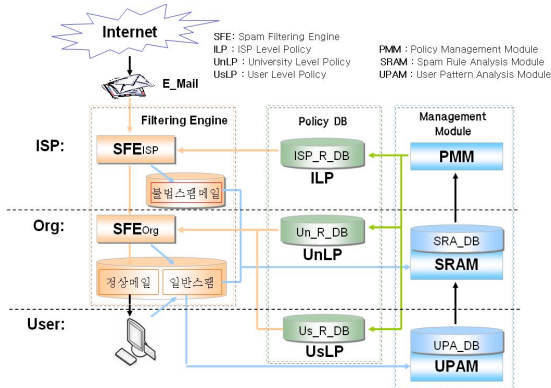 Internet
SFE: Spam Filtering Engine
ILP : ISP Level Policy
UnLP : University Level Policy
UsLP : User Level Policy
PMM : Policy Management Module
SRAM : Spam Rule Analysis Module
UPAM : User Pattern Analysis Module
E_Mail
Filtering Engine
Policy DB
Management Module
ISP:
SFEISP
ISP_R_DB
ILP
PMM
불법스팸메일
Org:
SFEOrg
Un_R_DB
UnLP
SRA_DB
SRAM
정상메일
일반스팸
User:
Us_R_DB
UsLP
UPA_DB
UPAM